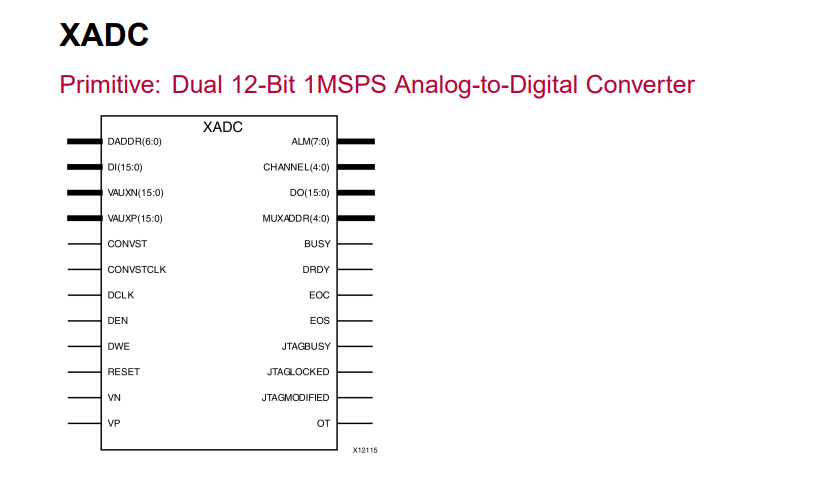 XADC
Primitive: Dual 12-Bit 1MSPS Analog-to-Digital Converter
XADC
DADDR(6:0) ALM(7:0)
DI(15:0) CHANNEL(4:0)
VAUXN(15:0) DO(15:0)
VAUXP(15:0) MUXADDR(4:0)
CONVST BUSY
CONVSTCLK DRDY
DCLK EOC
DEN EOS
DWE JTAGBUSY
RESET JTAGLOCKED
VN JTAGMODIFIED
VP OT
X12115